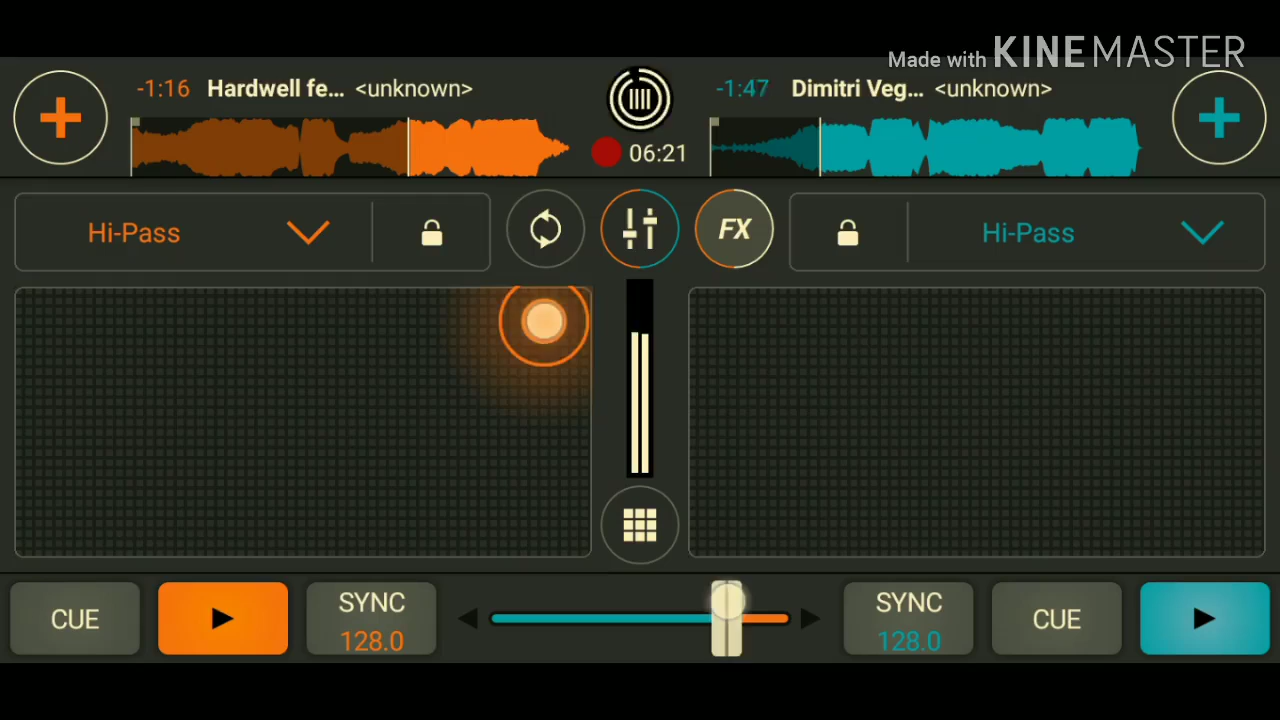 Made with KINEMASTER
-1:16 Hardwell fe... <unknown>
-1:47 Dimitri Veg... <unknown>
06:21
Hi-Pass
FX
Hi-Pass
CUE
SYNC
128.0
SYNC
128.0
CUE